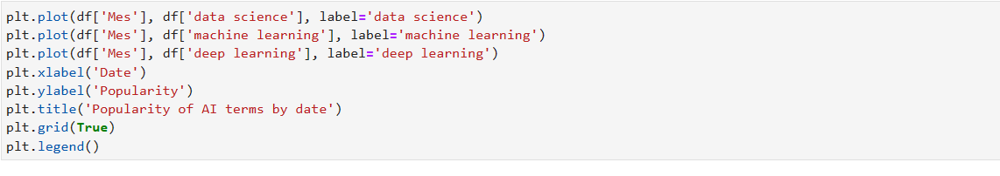 plt.plot(df['Mes'], df['data science'], label='data science')
plt.plot(df['Mes'], df['machine learning'], label='machine learning')
plt.plot(df['Mes'], df['deep learning'], label='deep learning')
plt.xlabel('Date')
plt.ylabel('Popularity')
plt.title('Popularity of AI terms by date')
plt.grid(True)
plt.legend()